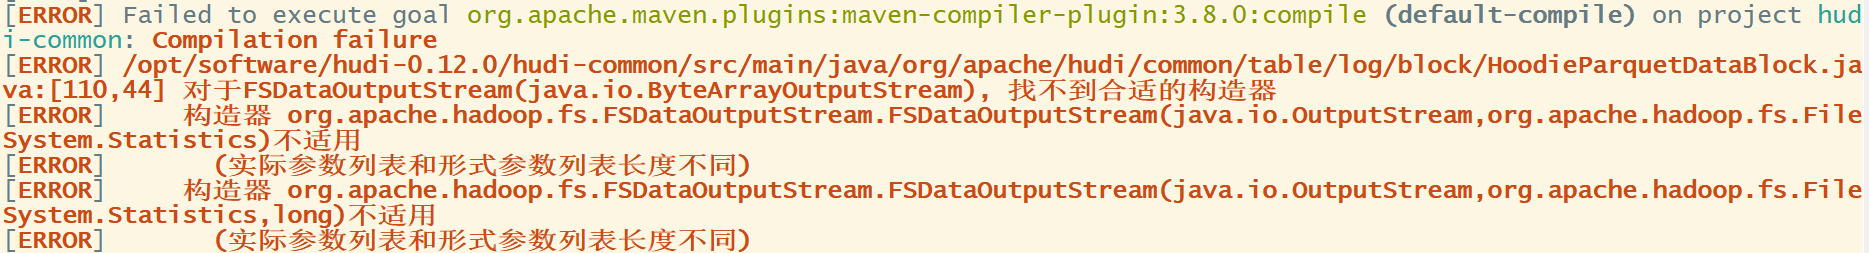 [ERROR] Failed to execute goal org.apache.maven.plugins:maven-compiler-plugin:3.8.0:compile (default-compile) on project hud
i-common: Compilation failure
[ERROR] /opt/software/hudi-0.12.0/hudi-common/src/main/java/org/apache/hudi/common/table/log/block/HoodieParquetDataBlock.ja
va:[110,44] 对于FSDataOutputStream(java.io.ByteArrayOutputStream), 找不到合适的构造器
[ERROR]     构造器 org.apache.hadoop.fs.FSDataOutputStream.FSDataOutputStream(java.io.OutputStream,org.apache.hadoop.fs.File
System.Statistics)不适用
[ERROR]       (实际参数列表和形式参数列表长度不同)
[ERROR]     构造器 org.apache.hadoop.fs.FSDataOutputStream.FSDataOutputStream(java.io.OutputStream,org.apache.hadoop.fs.File
System.Statistics,long)不适用
[ERROR]       (实际参数列表和形式参数列表长度不同)